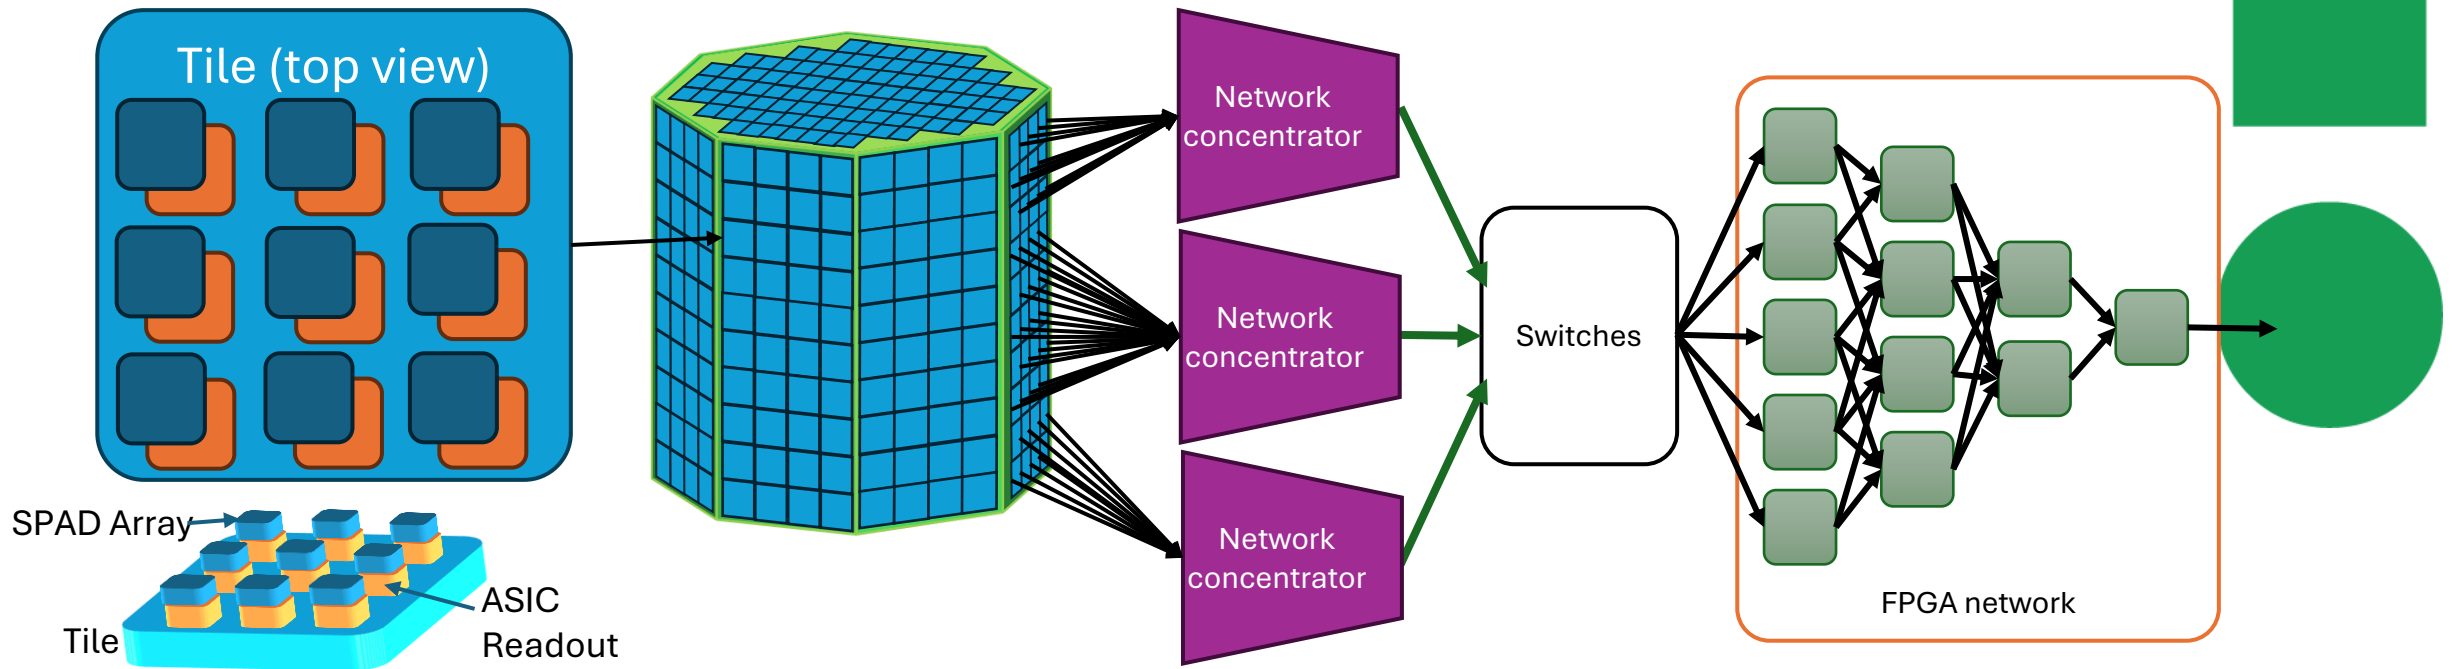 Tile (top view)
SPAD Array
ASIC
Readout
Tile
Network
concentrator
Network
concentrator
Network
concentrator
Switches
FPGA network